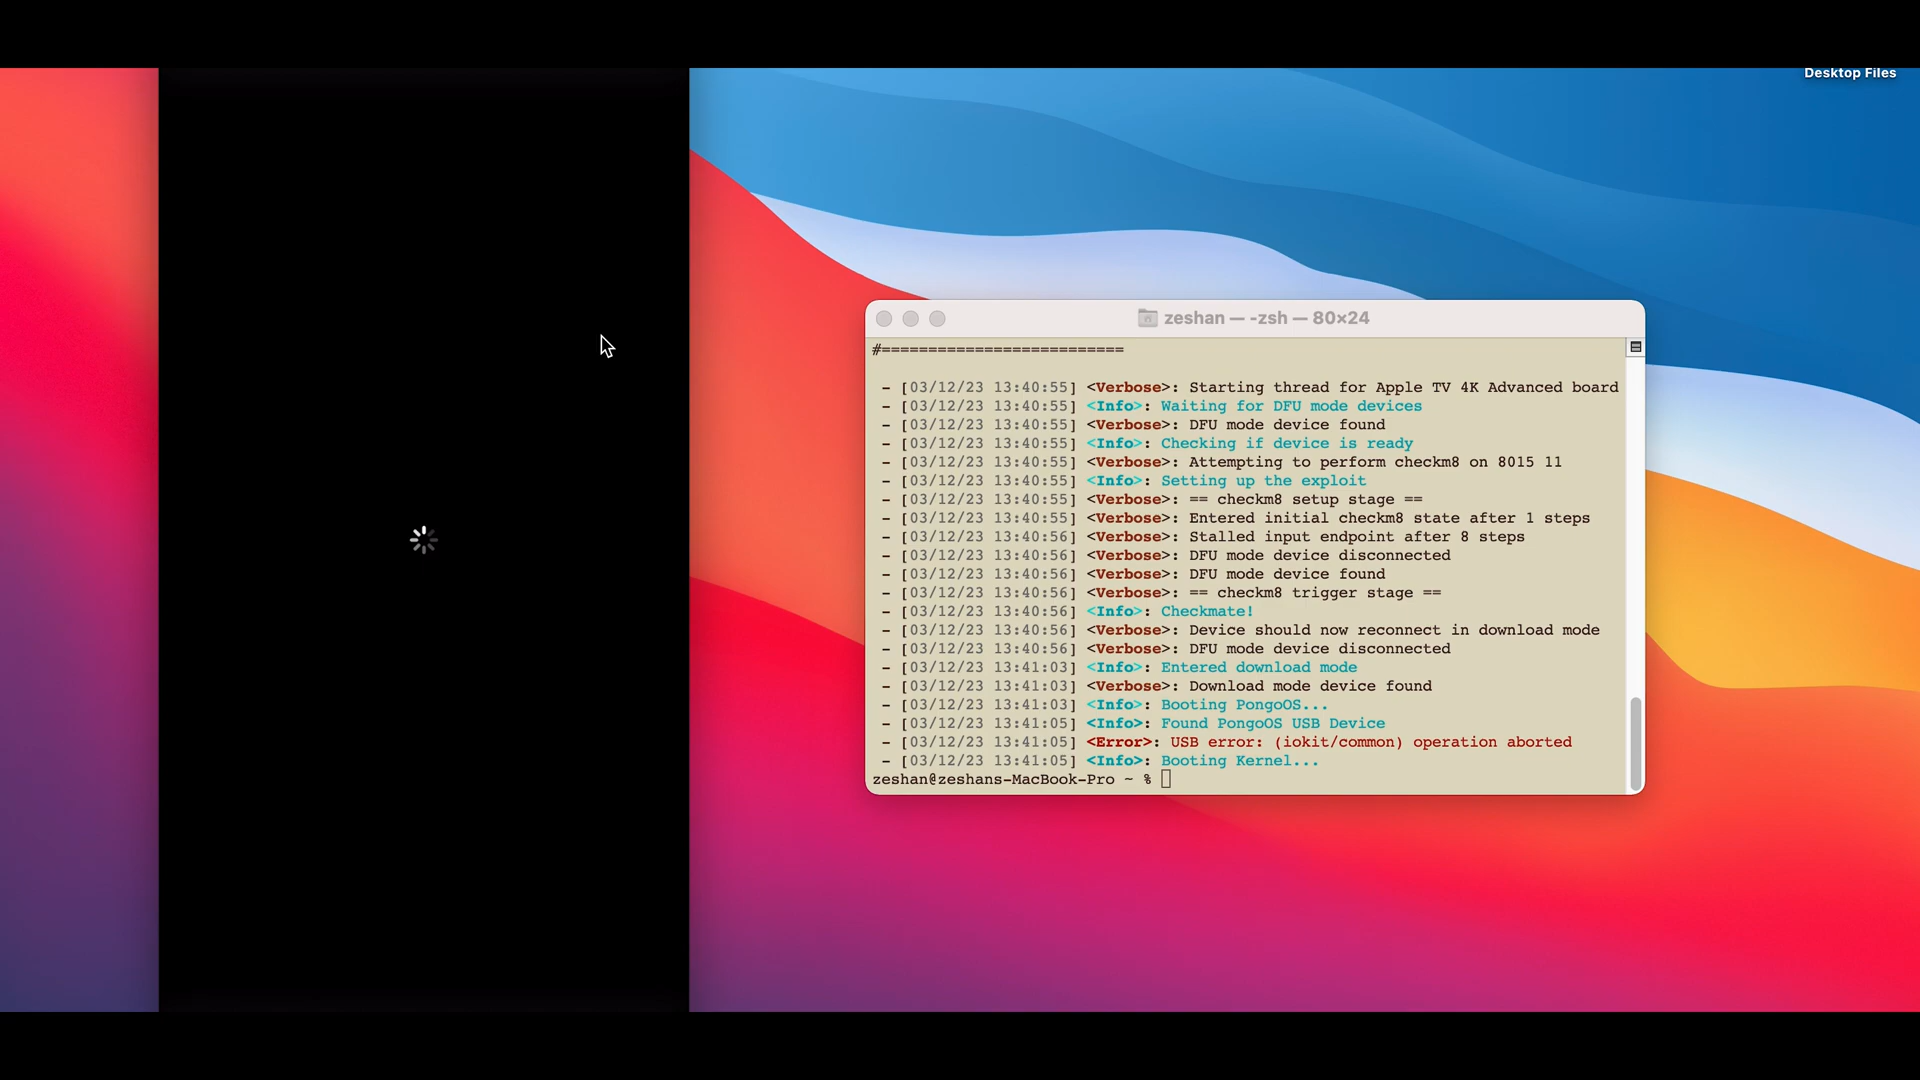 Desktop Files
zeshan — -zsh — 80×24
#==========================
- [03/12/23 13:40:55] <Verbose>: Starting thread for Apple TV 4K Advanced board
- [03/12/23 13:40:55] <Info>: Waiting for DFU mode devices
- [03/12/23 13:40:55] <Verbose>: DFU mode device found
- [03/12/23 13:40:55] <Info>: Checking if device is ready
- [03/12/23 13:40:55] <Verbose>: Attempting to perform checkm8 on 8015 11
- [03/12/23 13:40:55] <Info>: Setting up the exploit
- [03/12/23 13:40:55] <Verbose>: == checkm8 setup stage ==
- [03/12/23 13:40:55] <Verbose>: Entered initial checkm8 state after 1 steps
- [03/12/23 13:40:56] <Verbose>: Stalled input endpoint after 8 steps
- [03/12/23 13:40:56] <Verbose>: DFU mode device disconnected
- [03/12/23 13:40:56] <Verbose>: DFU mode device found
- [03/12/23 13:40:56] <Verbose>: == checkm8 trigger stage ==
- [03/12/23 13:40:56] <Info>: Checkmate!
- [03/12/23 13:40:56] <Verbose>: Device should now reconnect in download mode
- [03/12/23 13:40:56] <Verbose>: DFU mode device disconnected
- [03/12/23 13:41:03] <Info>: Entered download mode
- [03/12/23 13:41:03] <Verbose>: Download mode device found
- [03/12/23 13:41:03] <Info>: Booting PongoOS...
- [03/12/23 13:41:05] <Info>: Found PongoOS USB Device
- [03/12/23 13:41:05] <Error>: USB error: (iokit/common) operation aborted
- [03/12/23 13:41:05] <Info>: Booting Kernel...
zeshan@zeshans-MacBook-Pro ~ %